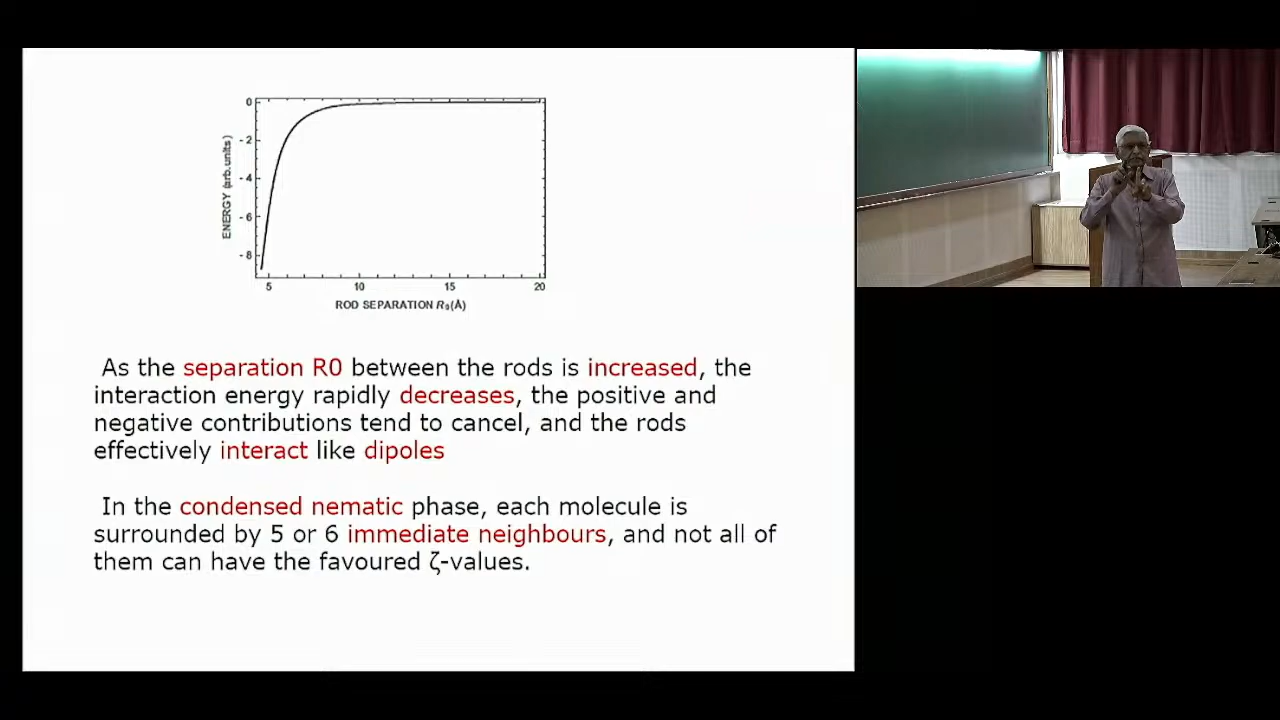 0
- 2
- 4
- 6
- 8
ENERGY (arb. units)
5 10 15 20
ROD SEPARATION R₀(Å)
As the separation R0 between the rods is increased, the
interaction energy rapidly decreases, the positive and
negative contributions tend to cancel, and the rods
effectively interact like dipoles
In the condensed nematic phase, each molecule is
surrounded by 5 or 6 immediate neighbours, and not all of
them can have the favoured ζ-values.